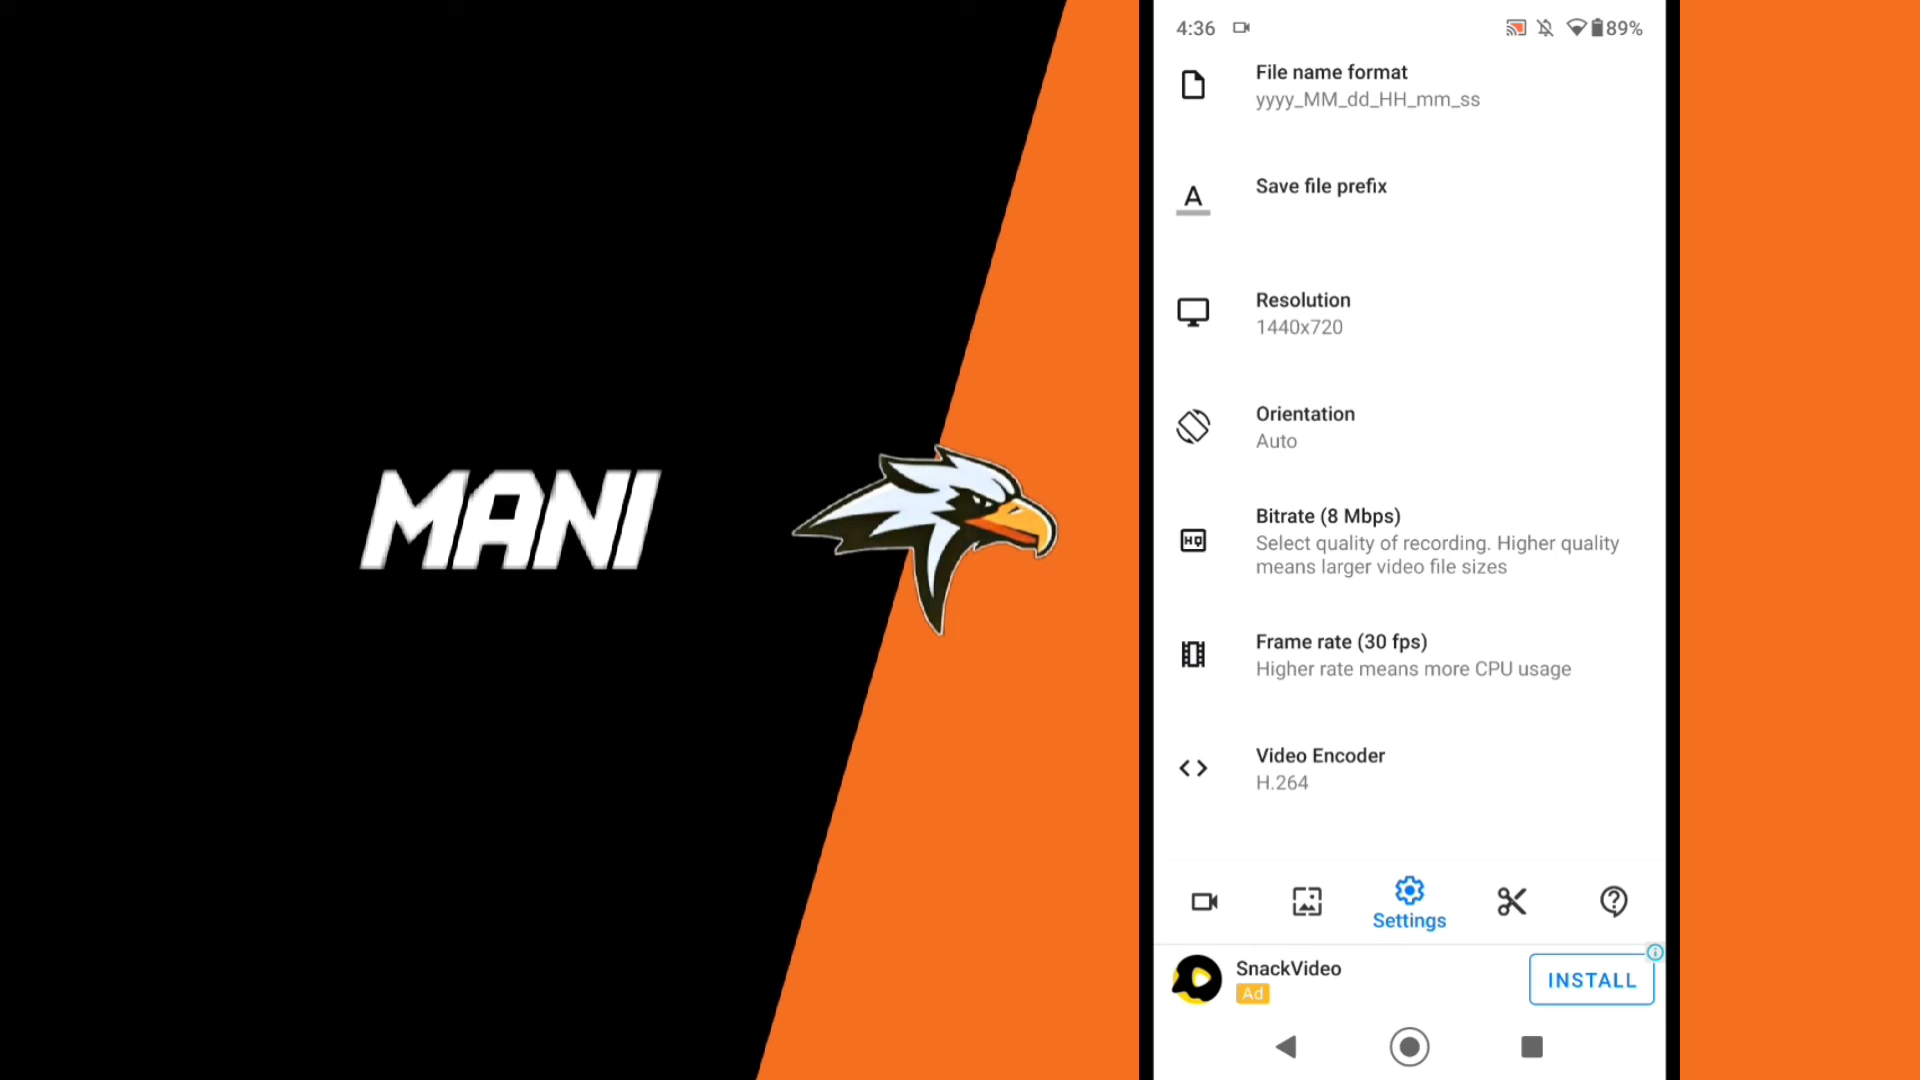 MANI
4:36
89%
File name format
yyyy_MM_dd_HH_mm_ss
A
Save file prefix
Resolution
1440x720
Orientation
Auto
HQ
Bitrate (8 Mbps)
Select quality of recording. Higher quality
means larger video file sizes
Frame rate (30 fps)
Higher rate means more CPU usage
Video Encoder
H.264
Settings
SnackVideo
Ad
INSTALL